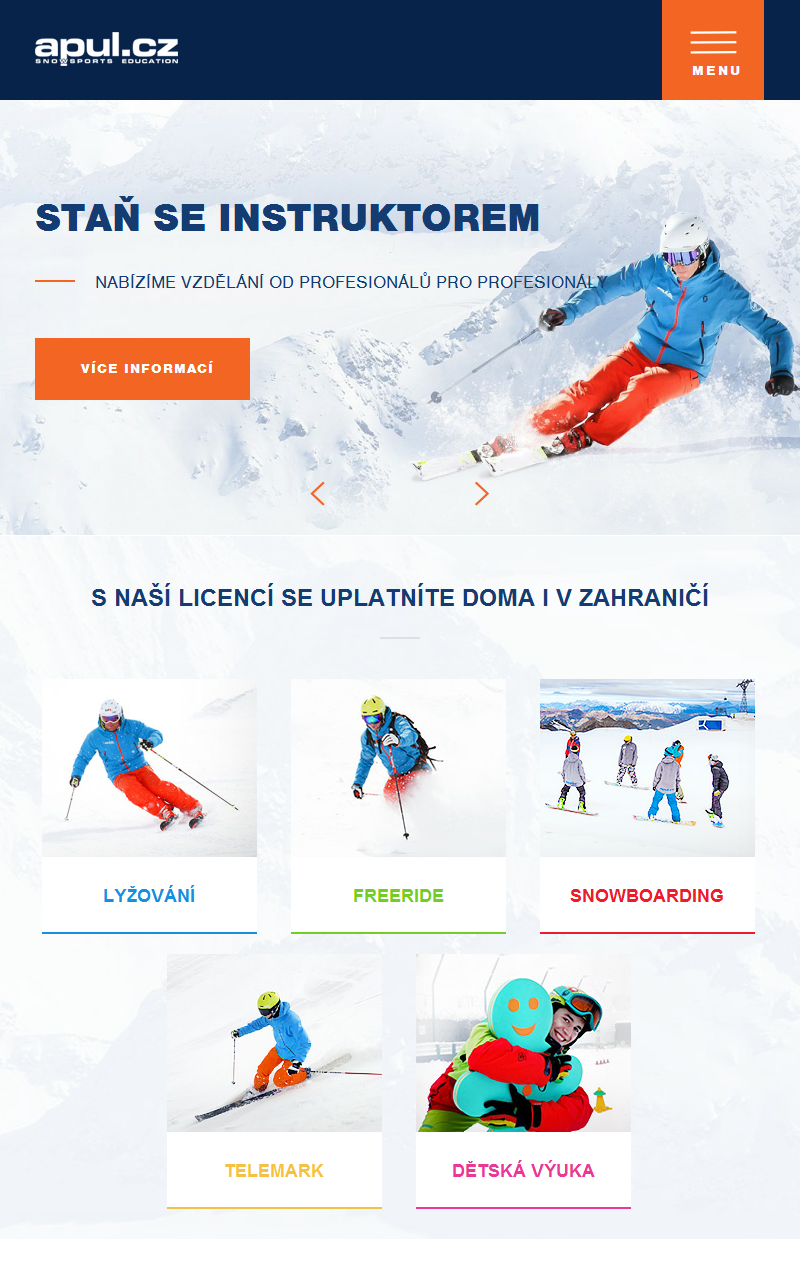 apul.cz
SNOWSPORTS EDUCATION
MENU
STAŇ SE INSTRUKTOREM
NABÍZÍME VZDĚLÁNÍ OD PROFESIONÁLŮ PRO PROFESIONÁLY
VÍCE INFORMACÍ
S NAŠÍ LICENCÍ SE UPLATNÍTE DOMA I V ZAHRANIČÍ
LYŽOVÁNÍ
FREERIDE
SNOWBOARDING
TELEMARK
DĚTSKÁ VÝUKA